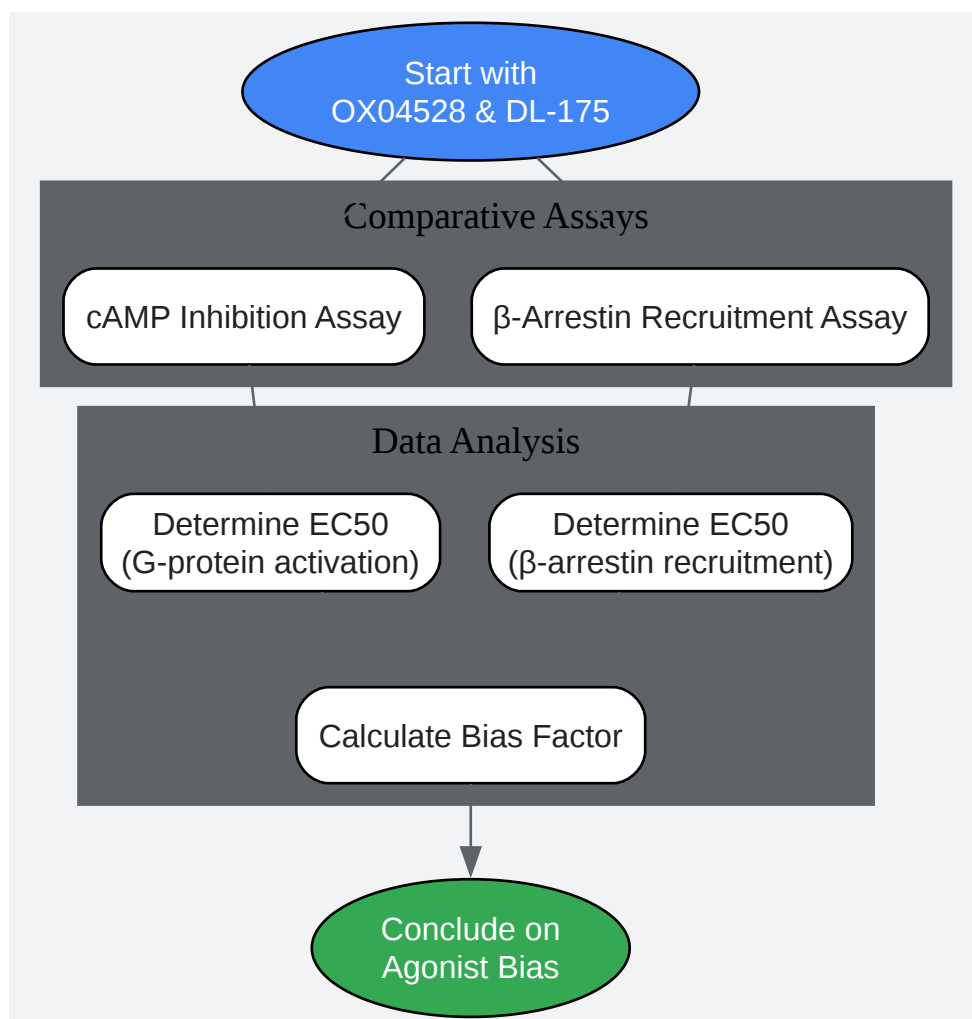 Start with
OX04528 & DL-175
Comparative Assays
cAMP Inhibition Assay
β-Arrestin Recruitment Assay
Data Analysis
Determine EC50
(G-protein activation)
Determine EC50
(β-arrestin recruitment)
Calculate Bias Factor
Conclude on
Agonist Bias